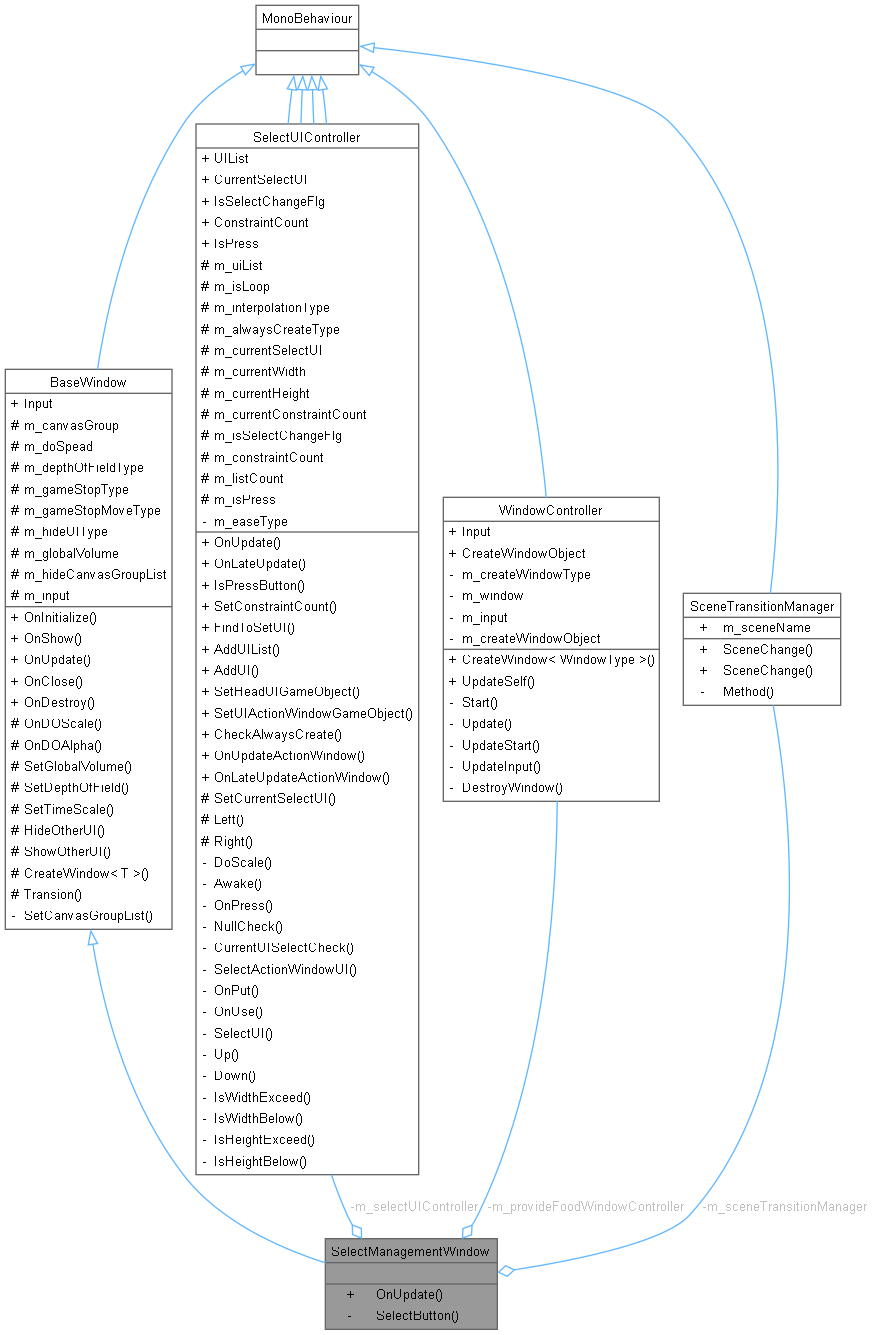 MonoBehaviour
SelectUIController
+ UIList
+ CurrentSelectUI
+ IsSelectChangeFlg
+ ConstraintCount
+ IsPress
# m_uiList
# m_isLoop
# m_interpolationType
# m_alwaysCreateType
# m_currentSelectUI
# m_currentWidth
# m_currentHeight
# m_currentConstraintCount
# m_isSelectChangeFlg
# m_constraintCount
# m_listCount
# m_isPress
- m_easeType
+ OnUpdate()
+ OnLateUpdate()
+ IsPressButton()
+ SetConstraintCount()
+ FindToSetUI()
+ AddUIList()
+ AddUI()
+ SetHeadUIGameObject()
+ SetUIActionWindowGameObject()
+ CheckAlwaysCreate()
+ OnUpdateActionWindow()
+ OnLateUpdateActionWindow()
# SetCurrentSelectUI()
# Left()
# Right()
- DoScale()
- Awake()
- OnPress()
- NullCheck()
- CurrentUISelectCheck()
- SelectActionWindowUI()
- OnPut()
- OnUse()
- SelectUI()
- Up()
- Down()
- IsWidthExceed()
- IsWidthBelow()
- IsHeightExceed()
- IsHeightBelow()
BaseWindow
+ Input
# m_canvasGroup
# m_doSpead
# m_depthOfFieldType
# m_gameStopType
# m_gameStopMoveType
# m_hideUIType
# m_globalVolume
# m_hideCanvasGroupList
# m_input
+ OnInitialize()
+ OnShow()
+ OnUpdate()
+ OnClose()
+ OnDestroy()
# OnDOScale()
# OnDOAlpha()
# SetGlobalVolume()
# SetDepthOfField()
# SetTimeScale()
# HideOtherUI()
# ShowOtherUI()
# CreateWindow< T >()
# Transion()
- SetCanvasGroupList()
WindowController
+ Input
+ CreateWindowObject
- m_createWindowType
- m_window
- m_input
- m_createWindowObject
+ CreateWindow< WindowType >()
+ UpdateSelf()
- Start()
- Update()
- UpdateStart()
- UpdateInput()
- DestroyWindow()
SceneTransitionManager
+ m_sceneName
+ SceneChange()
+ SceneChange()
- Method()
-m_selectUIController
-m_provideFoodWindowController
-m_sceneTransitionManager
SelectManagementWindow
+ OnUpdate()
- SelectButton()